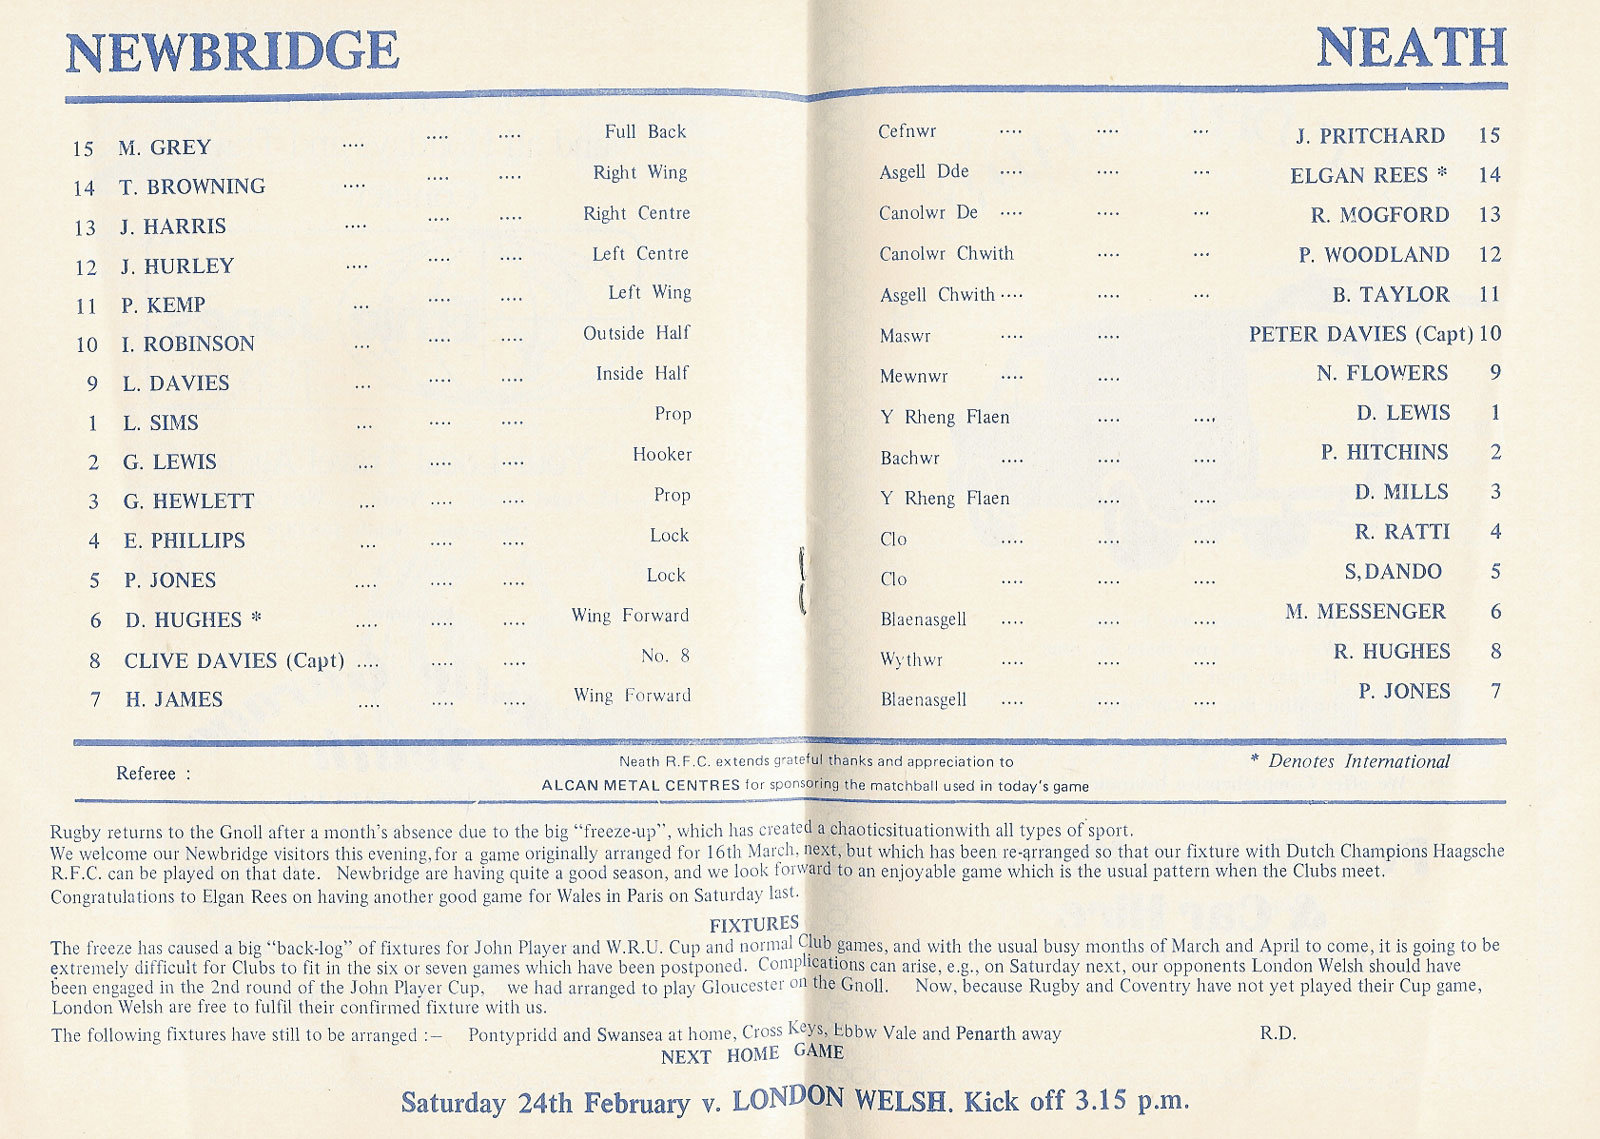 NEWBRIDGE NEATH
15 M. GREY .... .... .... Full Back Cefnwr .... .... ... J. PRITCHARD 15
14 T. BROWNING .... .... .... Right Wing Asgell Dde .... .... ... ELGAN REES * 14
13 J. HARRIS .... .... .... Right Centre Canolwr De .... .... ... R. MOGFORD 13
12 J. HURLEY .... .... .... Left Centre Canolwr Chwith .... ... P. WOODLAND 12
11 P. KEMP ... .... .... Left Wing Asgell Chwith .... .... ... B. TAYLOR 11
10 I. ROBINSON ... .... .... Outside Half Maswr .... .... PETER DAVIES (Capt) 10
9 L. DAVIES ... .... .... Inside Half Mewnwr .... .... N. FLOWERS 9
1 L. SIMS ... .... .... Prop Y Rheng Flaen .... .... D. LEWIS 1
2 G. LEWIS ... .... .... Hooker Bachwr .... .... .... P. HITCHINS 2
3 G. HEWLETT ... .... .... Prop Y Rheng Flaen .... .... D. MILLS 3
4 E. PHILLIPS ... .... .... Lock Clo .... .... .... R. RATTI 4
5 P. JONES .... .... .... Lock Clo .... .... .... S,DANDO 5
6 D. HUGHES * .... .... .... Wing Forward Blaenasgell .... .... .... M. MESSENGER 6
8 CLIVE DAVIES (Capt) .... .... .... No. 8 Wythwr .... .... .... R. HUGHES 8
7 H. JAMES .... .... .... Wing Forward Blaenasgell .... .... .... P. JONES 7
Referee :
Neath R.F.C. extends grateful thanks and appreciation to
ALCAN METAL CENTRES for sponsoring the matchball used in today's game
* Denotes International
Rugby returns to the Gnoll after a month's absence due to the big "freeze-up", which has created a chaoticsituationwith all types of sport.
We welcome our Newbridge visitors this evening, for a game originally arranged for 16th March, next, but which has been re-arranged so that our fixture with Dutch Champions Haagsche
R.F.C. can be played on that date. Newbridge are having quite a good season, and we look forward to an enjoyable game which is the usual pattern when the Clubs meet.
Congratulations to Elgan Rees on having another good game for Wales in Paris on Saturday last.
FIXTURES
The freeze has caused a big "back-log" of fixtures for John Player and W.R.U. Cup and normal Club games, and with the usual busy months of March and April to come, it is going to be
extremely difficult for Clubs to fit in the six or seven games which have been postponed. Complications can arise, e.g., on Saturday next, our opponents London Welsh should have
been engaged in the 2nd round of the John Player Cup, we had arranged to play Gloucester on the Gnoll. Now, because Rugby and Coventry have not yet played their Cup game,
London Welsh are free to fulfil their confirmed fixture with us.
The following fixtures have still to be arranged :— Pontypridd and Swansea at home, Cross Keys, Ebbw Vale and Penarth away R.D.
NEXT HOME GAME
Saturday 24th February v. LONDON WELSH. Kick off 3.15 p.m.